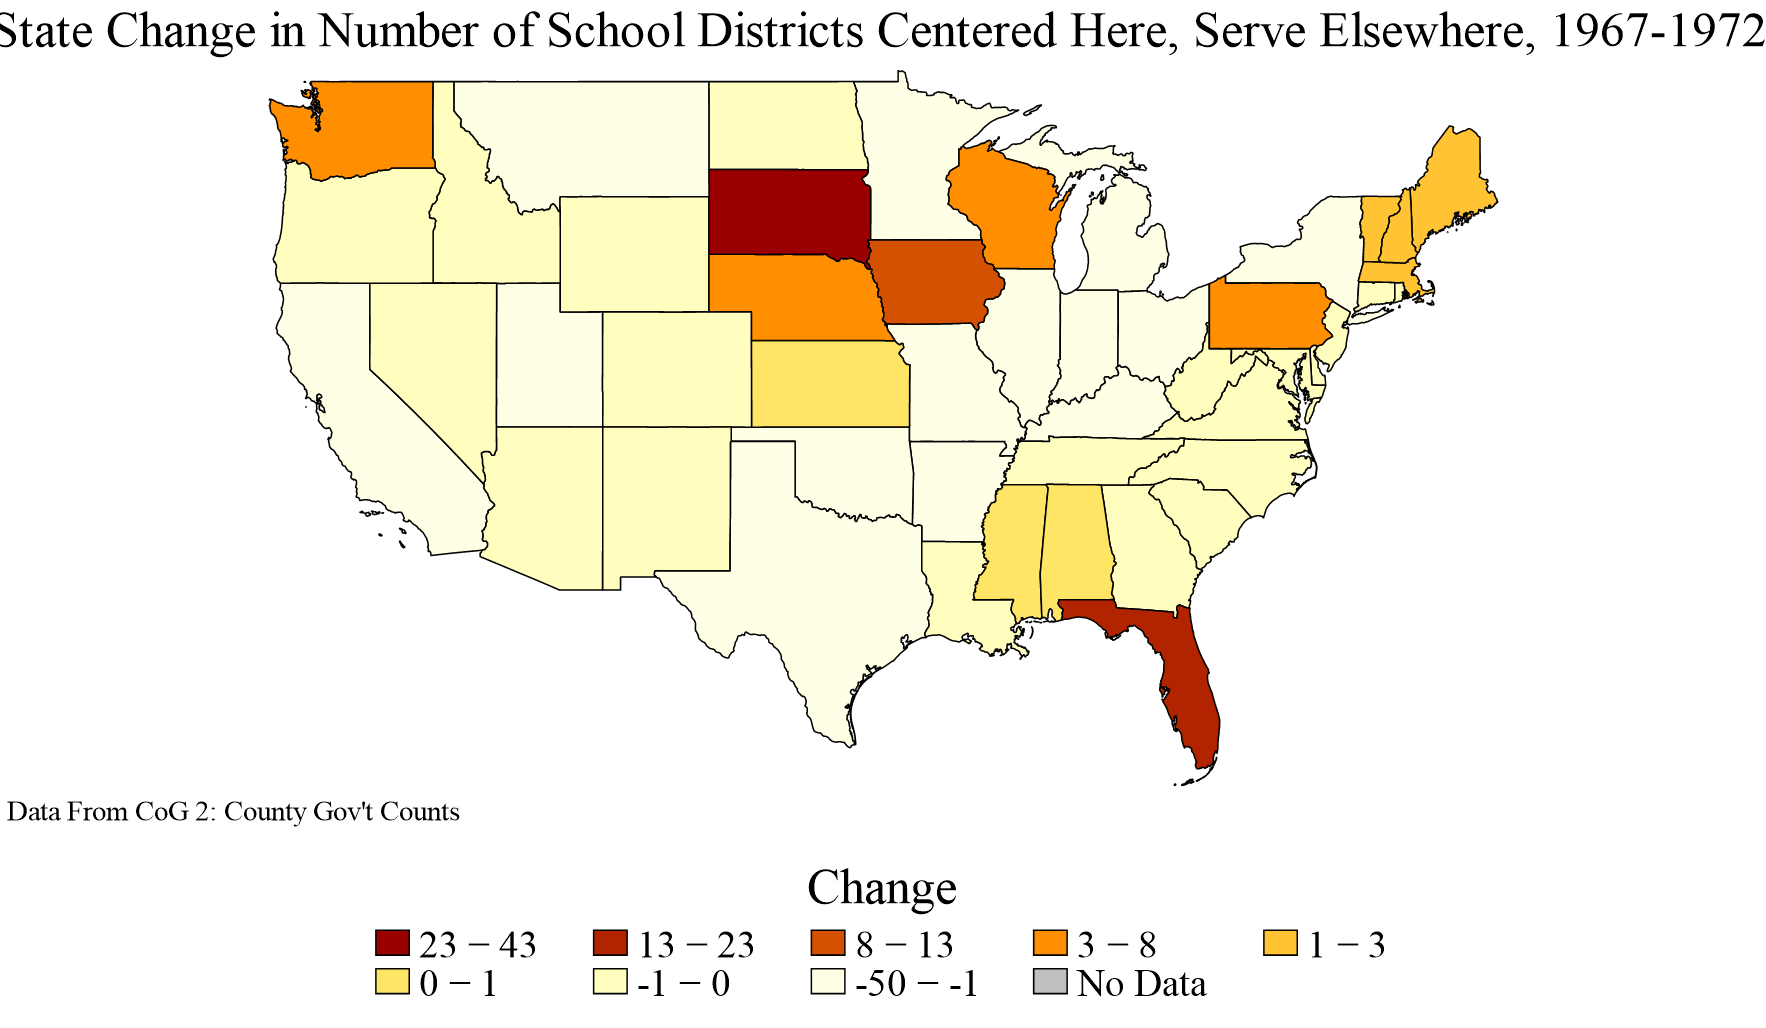 State Change in Number of School Districts Centered Here, Serve Elsewhere, 1967-1972
Data From CoG 2: County Gov't Counts
Change
23 – 43
13 – 23
8 – 13
3 – 8
1 – 3
0 – 1
-1 – 0
-50 – -1
No Data